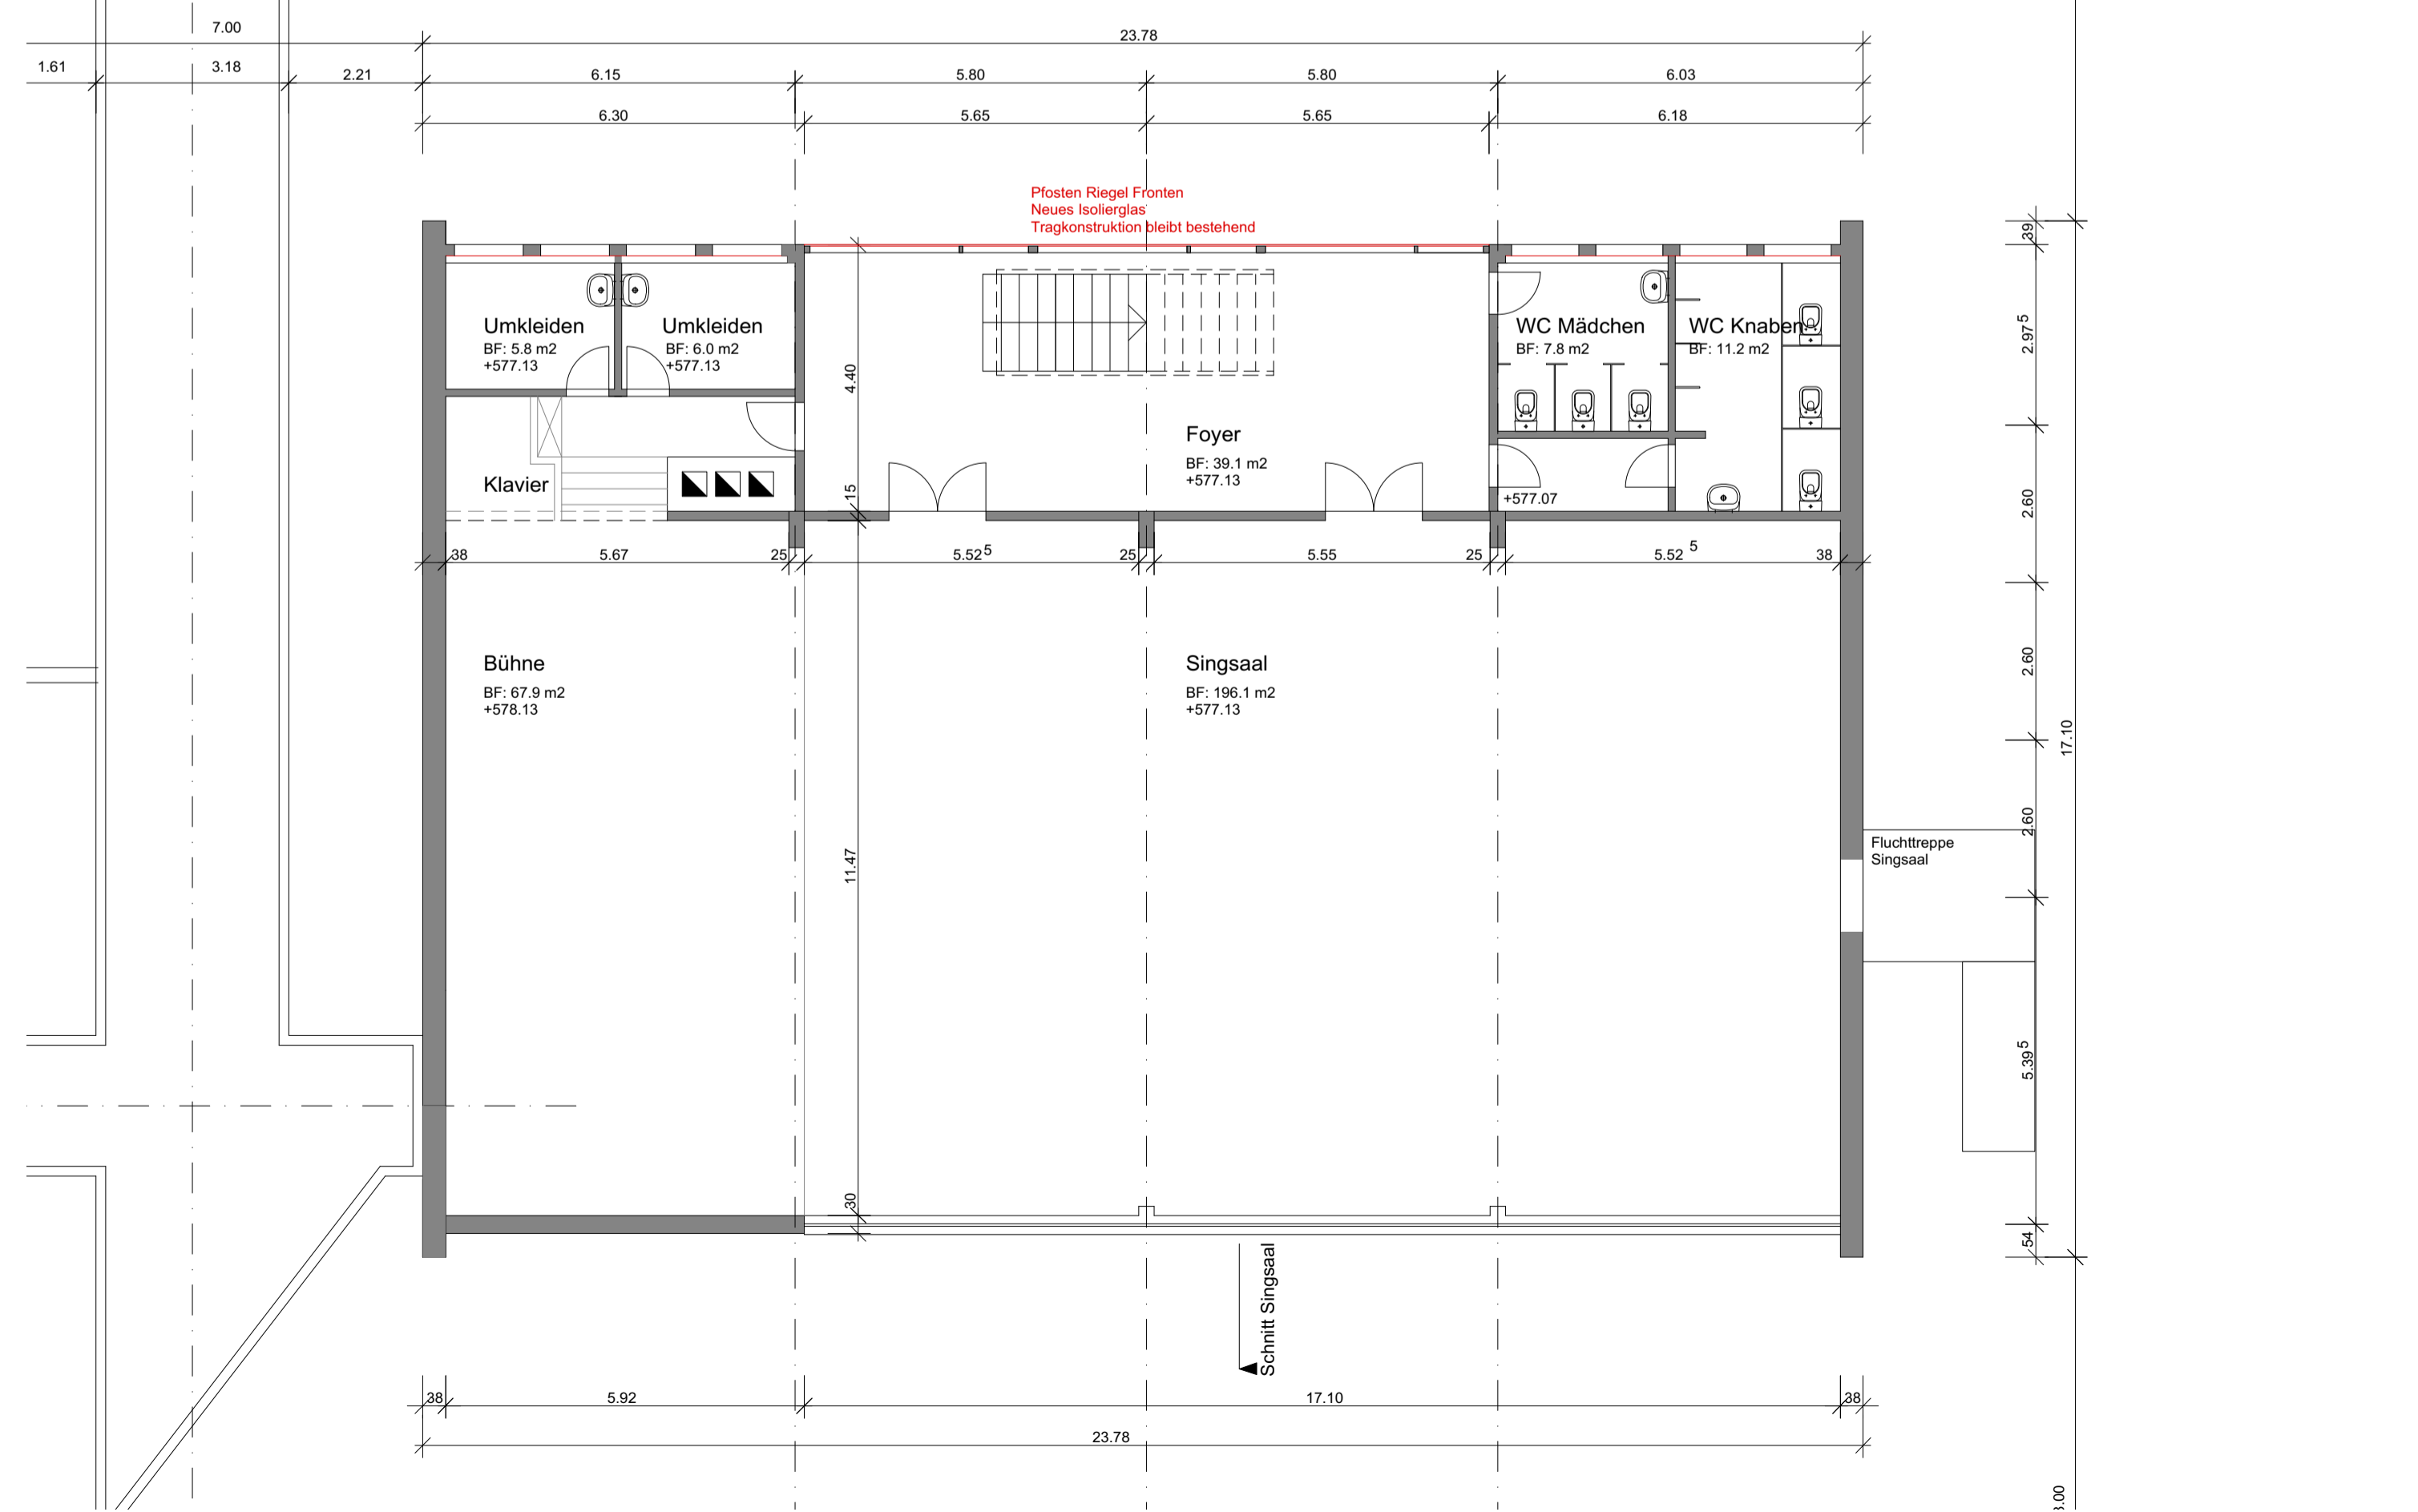 7.00
23.78
1.61
3.18
2.21
6.15
5.80
5.80
6.03
6.30
5.65
5.65
6.18
Pfosten Riegel Fronten
Neues Isolierglas
Tragkonstruktion bleibt bestehend
39
Umkleiden
BF: 5.8 m2
+577.13
Umkleiden
BF: 6.0 m2
+577.13
WC Mädchen
BF: 7.8 m2
WC Knaben
BF: 11.2 m2
2.97⁵
4.40
Foyer
BF: 39.1 m2
+577.13
Klavier
15
+577.07
2.60
38
5.67
25
5.52⁵
25
5.55
25
5.52⁵
38
Bühne
BF: 67.9 m2
+578.13
Singsaal
BF: 196.1 m2
+577.13
2.60
17.10
2.60
Fluchttreppe
Singsaal
11.47
5.39⁵
30
54
Schnitt Singsaal
38
5.92
17.10
38
23.78